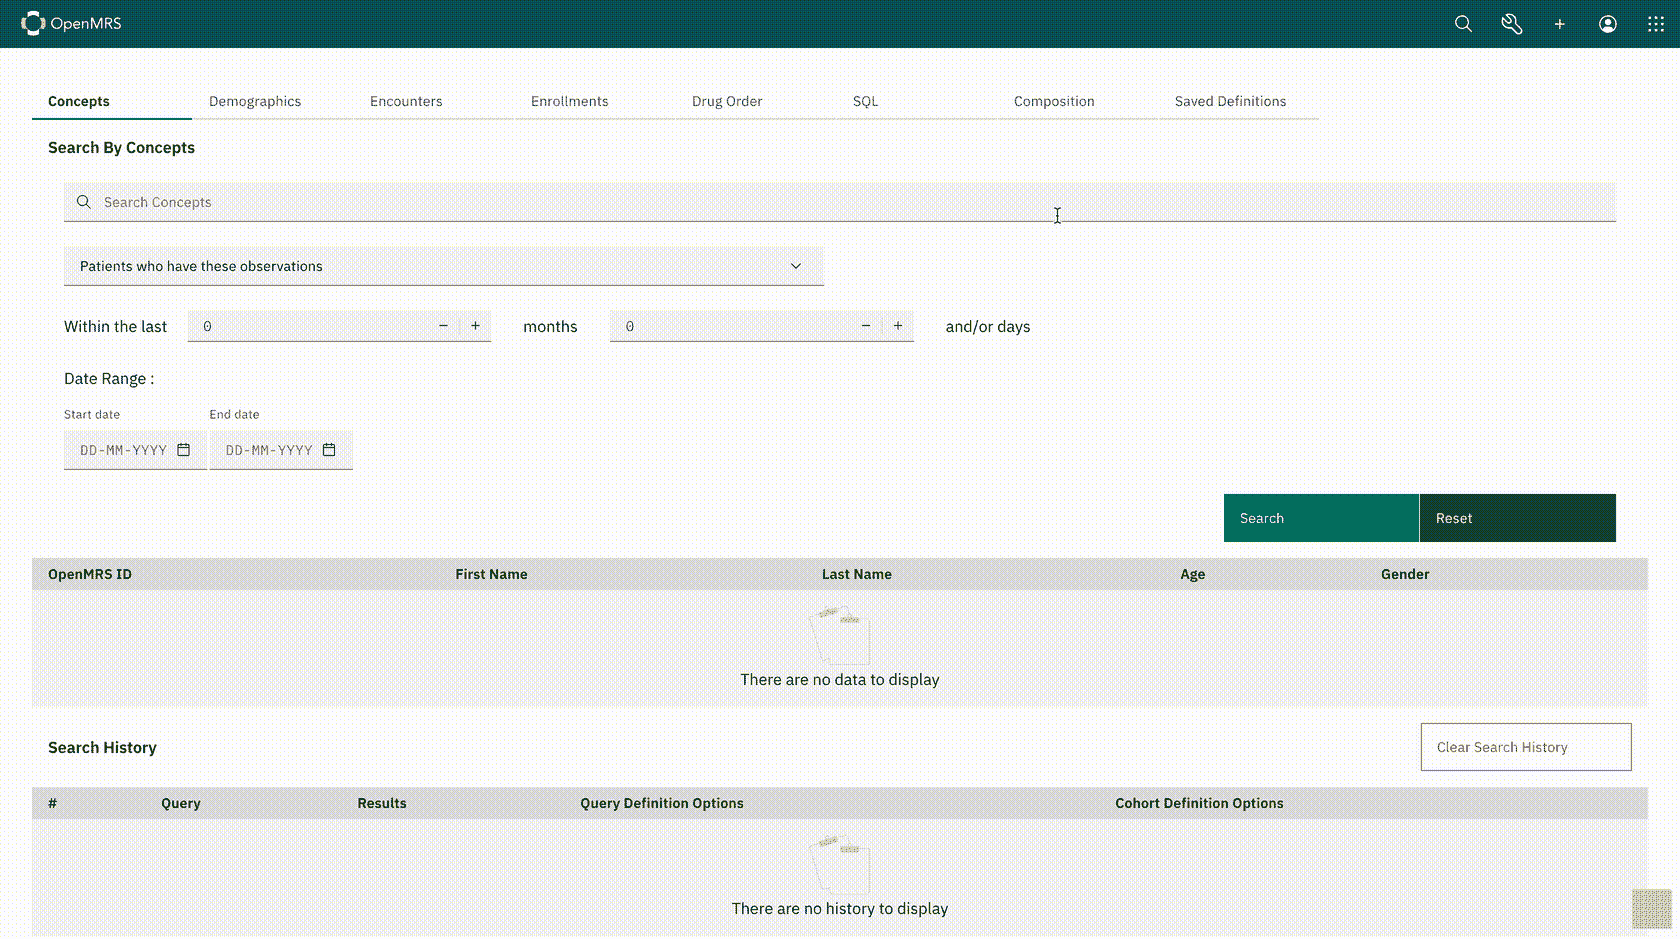 OpenMRS
Concepts Demographics Encounters Enrollments Drug Order SQL Composition Saved Definitions
Search By Concepts
Search Concepts
Patients who have these observations
Within the last 0 months 0 and/or days
Date Range :
Start date End date
DD-MM-YYYY DD-MM-YYYY
Search Reset
OpenMRS ID First Name Last Name Age Gender
There are no data to display
Search History Clear Search History
# Query Results Query Definition Options Cohort Definition Options
There are no history to display